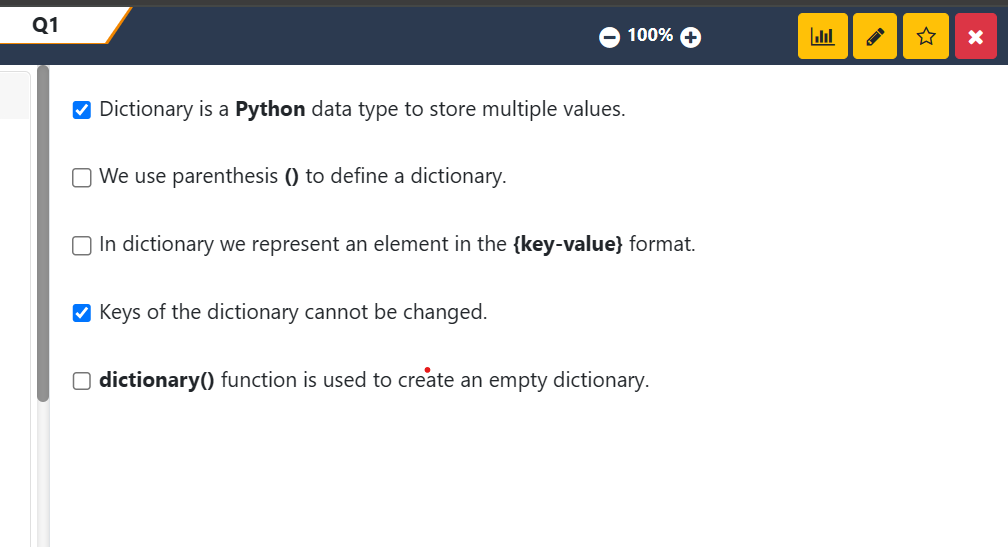 Q1
100%
Dictionary is a Python data type to store multiple values.
We use parenthesis () to define a dictionary.
In dictionary we represent an element in the {key-value} format.
Keys of the dictionary cannot be changed.
dictionary() function is used to create an empty dictionary.